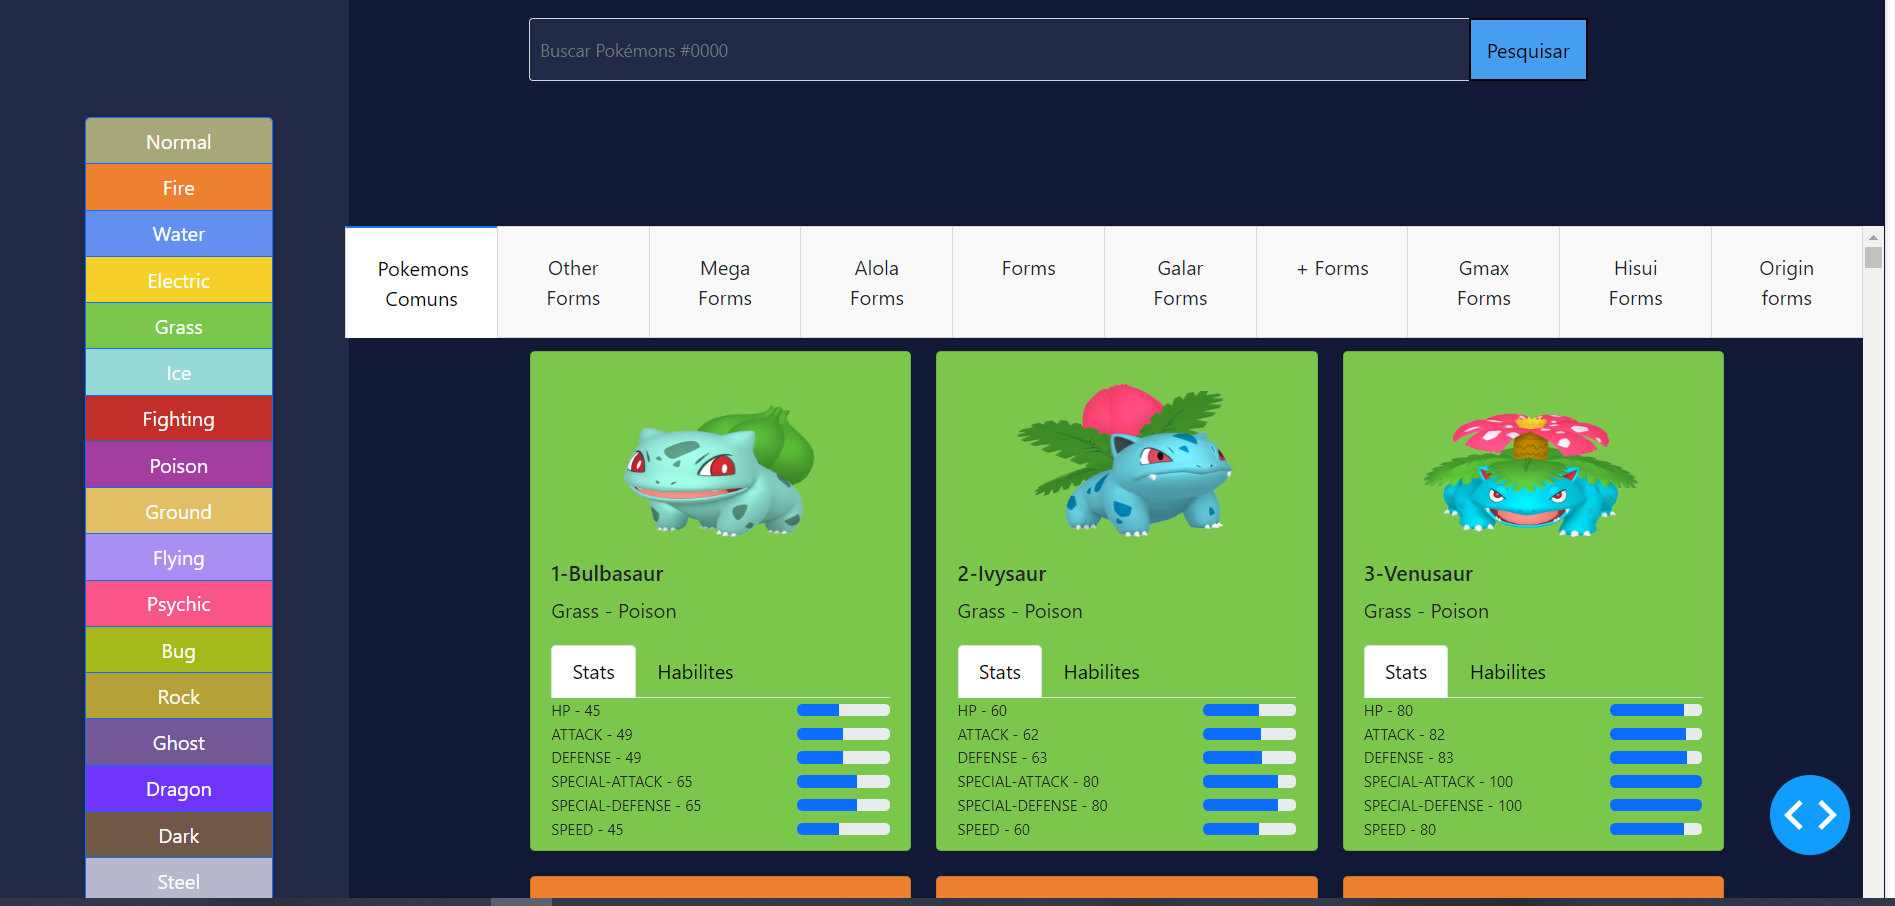 Buscar Pokémons #0000
Pesquisar
Normal
Fire
Water
Electric
Grass
Ice
Fighting
Poison
Ground
Flying
Psychic
Bug
Rock
Ghost
Dragon
Dark
Steel
Pokemons
Comuns
Other
Forms
Mega
Forms
Alola
Forms
Forms
Galar
Forms
+ Forms
Gmax
Forms
Hisui
Forms
Origin
forms
1-Bulbasaur
Grass - Poison
Stats
Habilites
HP - 45
ATTACK - 49
DEFENSE - 49
SPECIAL-ATTACK - 65
SPECIAL-DEFENSE - 65
SPEED - 45
2-Ivysaur
Grass - Poison
Stats
Habilites
HP - 60
ATTACK - 62
DEFENSE - 63
SPECIAL-ATTACK - 80
SPECIAL-DEFENSE - 80
SPEED - 60
3-Venusaur
Grass - Poison
Stats
Habilites
HP - 80
ATTACK - 82
DEFENSE - 83
SPECIAL-ATTACK - 100
SPECIAL-DEFENSE - 100
SPEED - 80